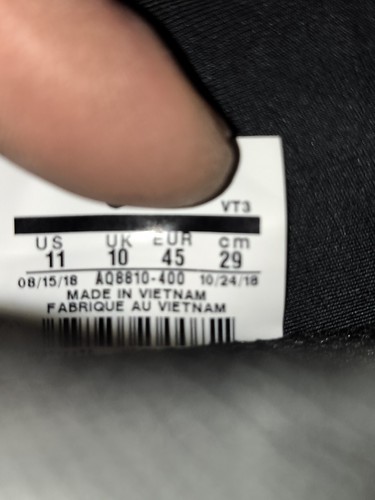 VT3
US UK EUR cm
11 10 45 29
08/15/18 AQ8810-400 10/24/18
MADE IN VIETNAM
FABRIQUE AU VIETNAM